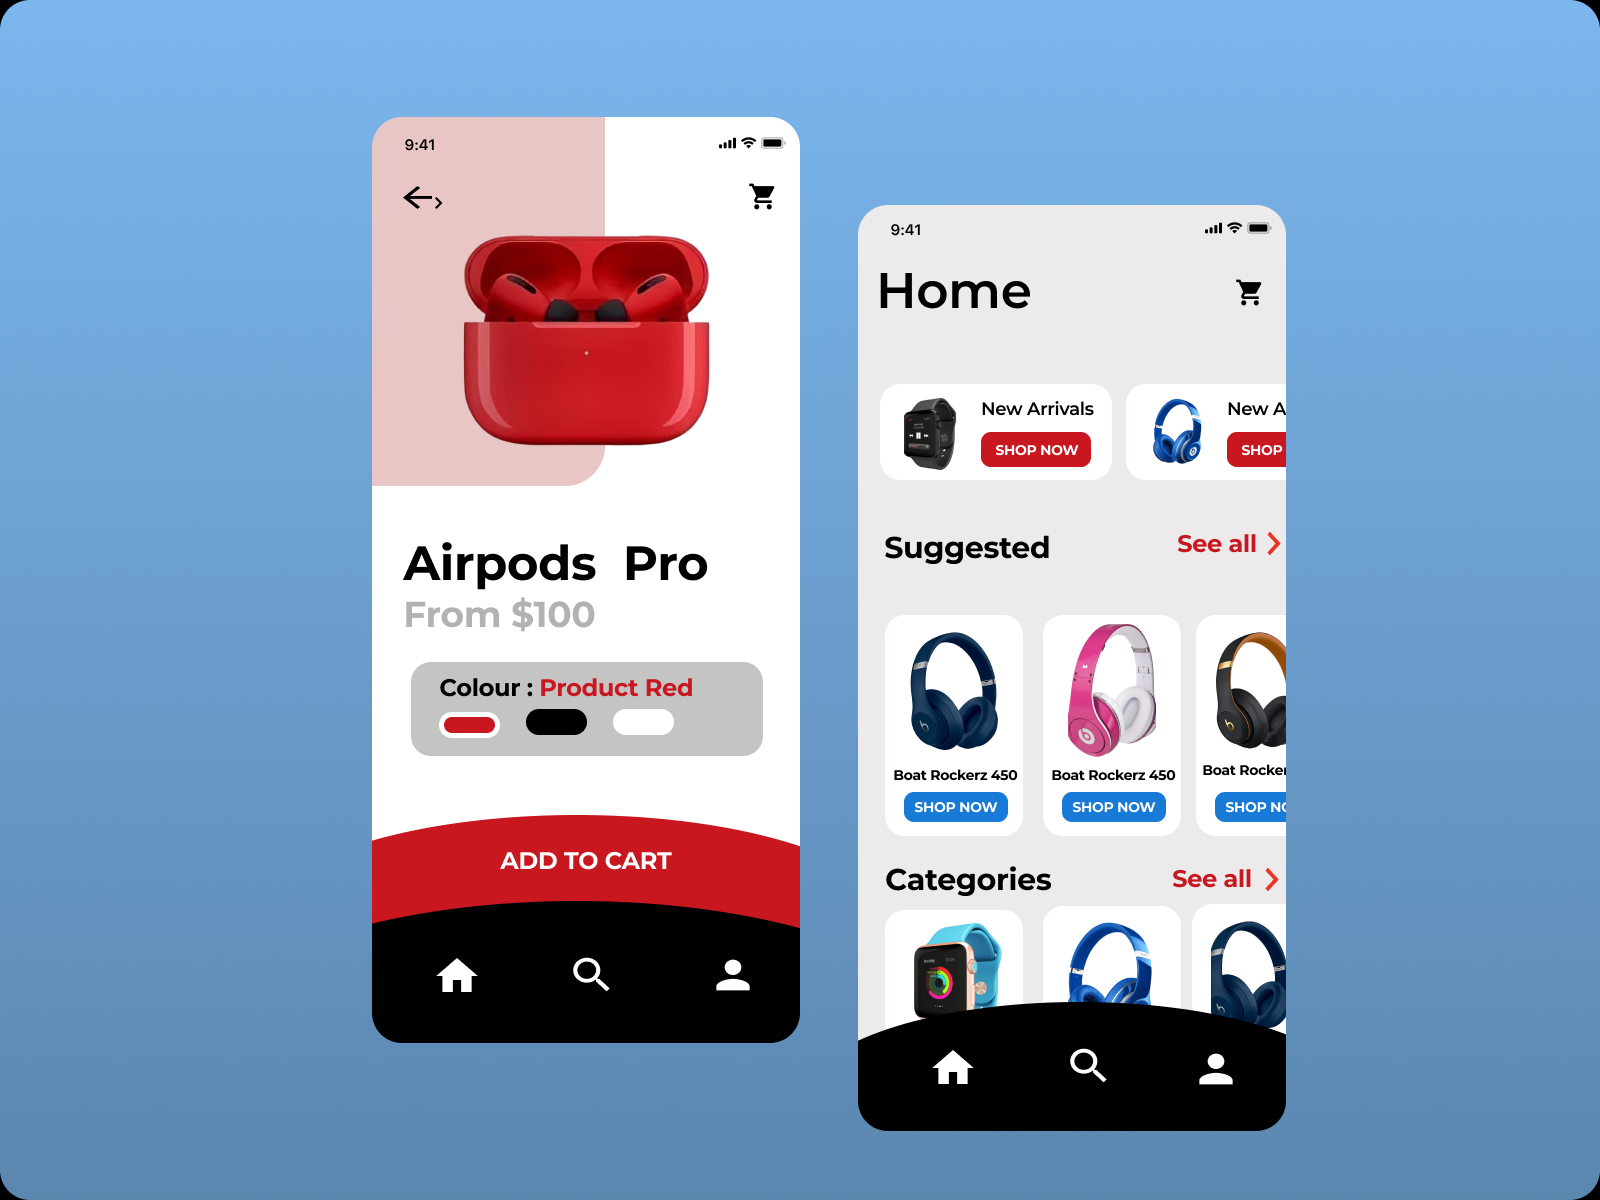 9:41
Airpods Pro
From $100
Colour : Product Red
ADD TO CART
9:41
Home
New Arrivals
SHOP NOW
New A
SHOP
Suggested
See all
Boat Rockerz 450
SHOP NOW
Boat Rockerz 450
SHOP NOW
Boat Rocker
SHOP NO
Categories
See all